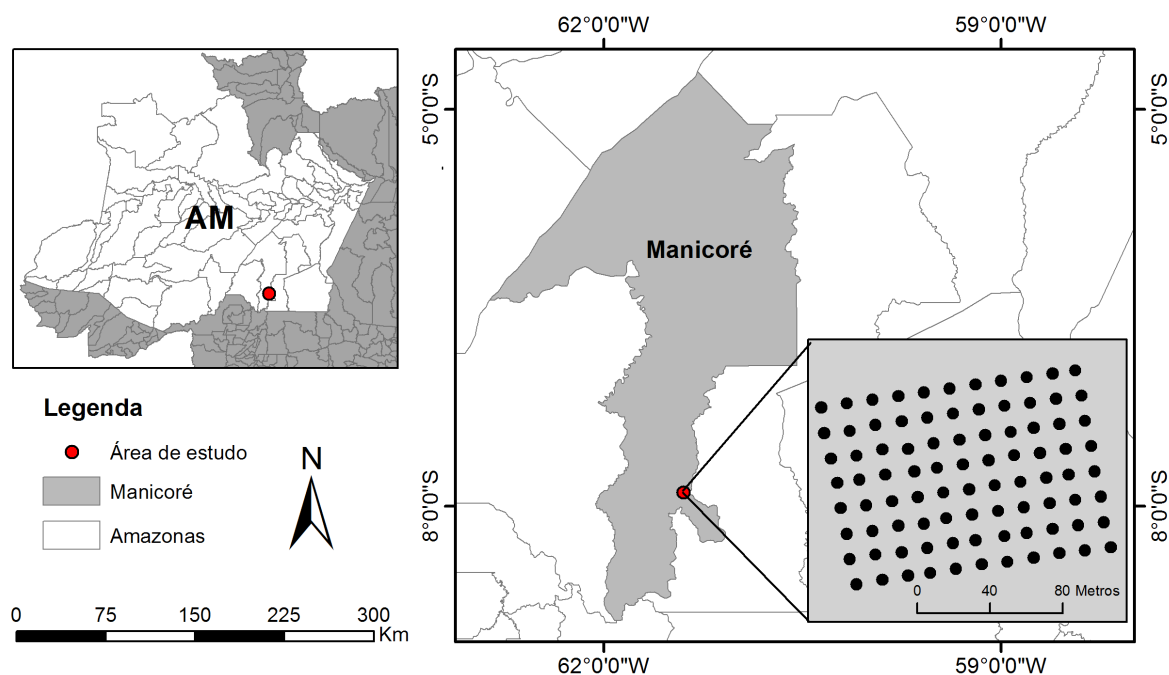 AM
Legenda
Área de estudo
Manicoré
Amazonas
N
0 75 150 225 300
Km
62°0'0"W 59°0'0"W
5°0'0"S 5°0'0"S
Manicoré
8°0'0"S 8°0'0"S
0 40 80 Metros
62°0'0"W 59°0'0"W